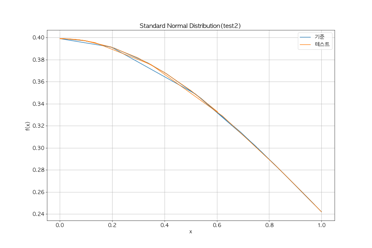 Standard Normal Distribution(test2)
기준
테스트
f(x)
0.40
0.38
0.36
0.34
0.32
0.30
0.28
0.26
0.24
0.0 0.2 0.4 0.6 0.8 1.0
x